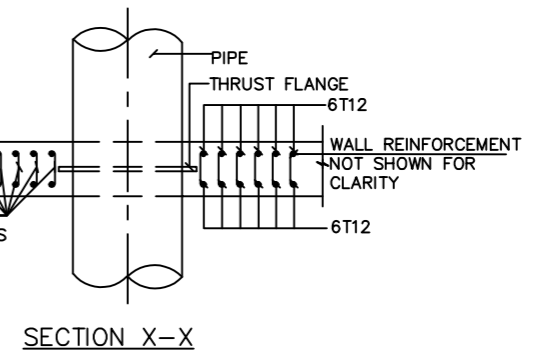 PIPE
THRUST FLANGE
6T12
WALL REINFORCEMENT
NOT SHOWN FOR
CLARITY
S
6T12
SECTION X-X